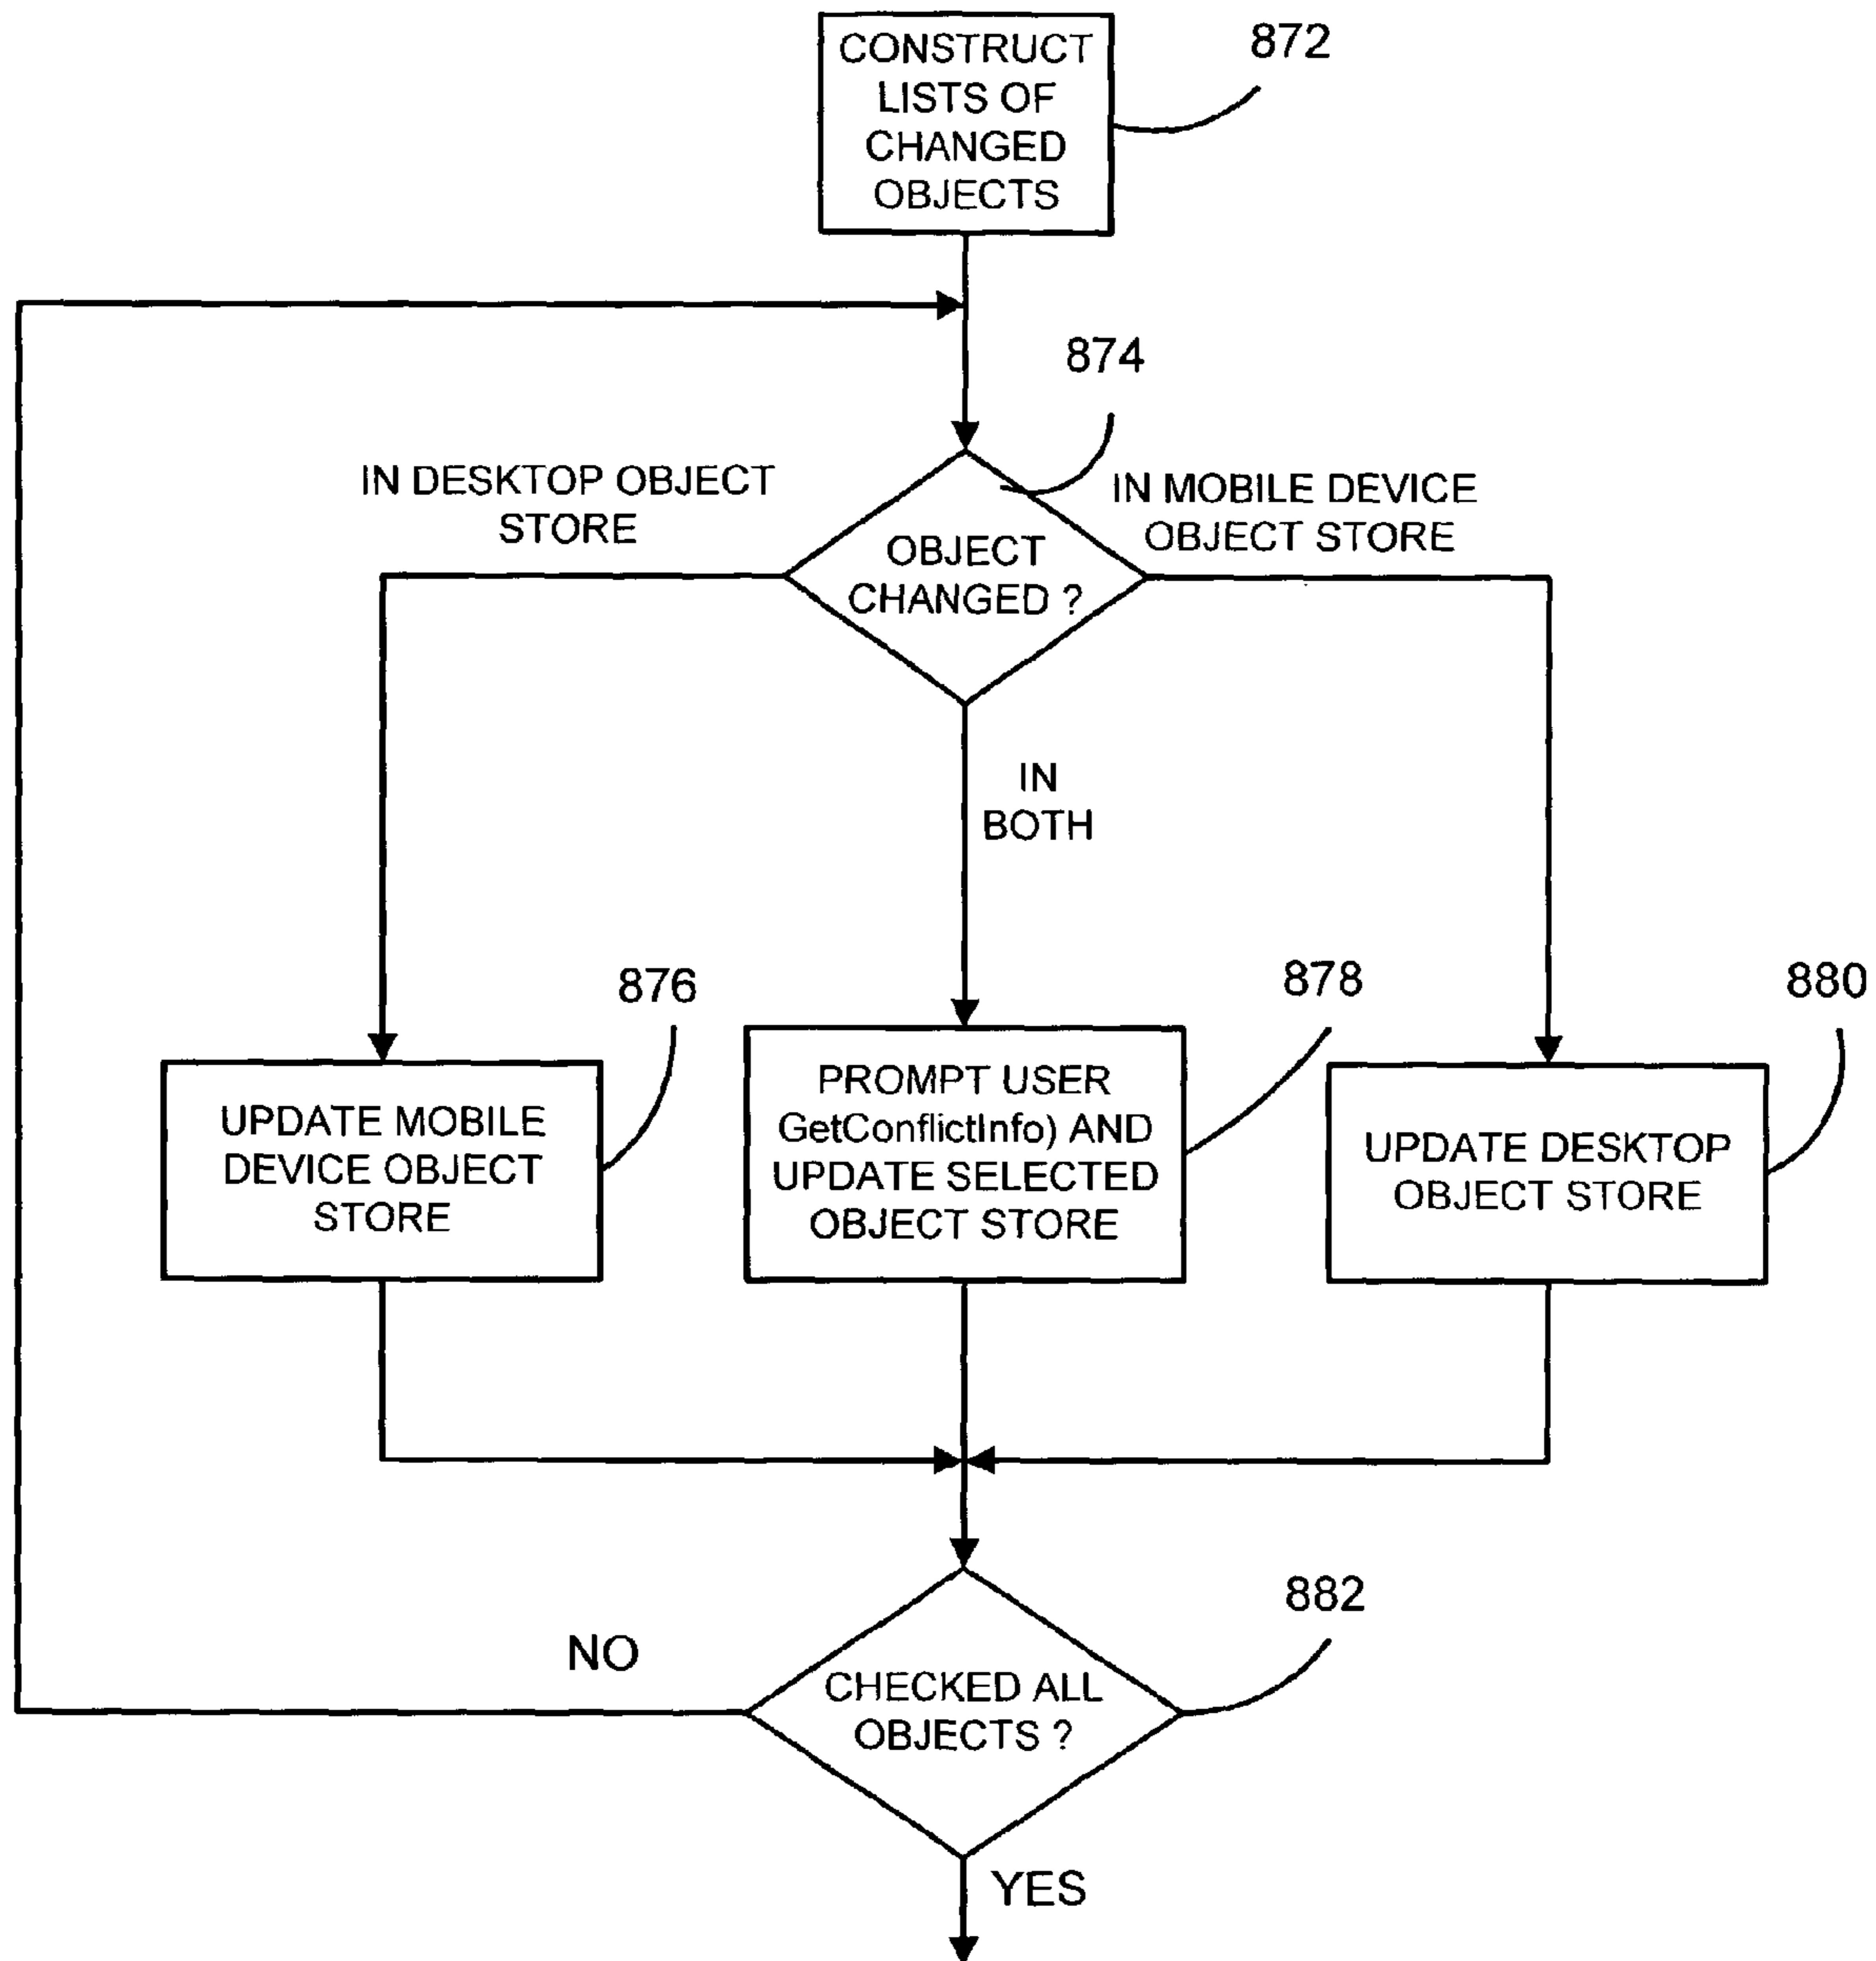 CONSTRUCT
LISTS OF
CHANGED
OBJECTS
872
874
IN DESKTOP OBJECT
STORE
IN MOBILE DEVICE
OBJECT STORE
OBJECT
CHANGED ?
IN
BOTH
876
878
880
UPDATE MOBILE
DEVICE OBJECT
STORE
PROMPT USER
GetConflictInfo) AND
UPDATE SELECTED
OBJECT STORE
UPDATE DESKTOP
OBJECT STORE
882
NO
CHECKED ALL
OBJECTS ?
YES